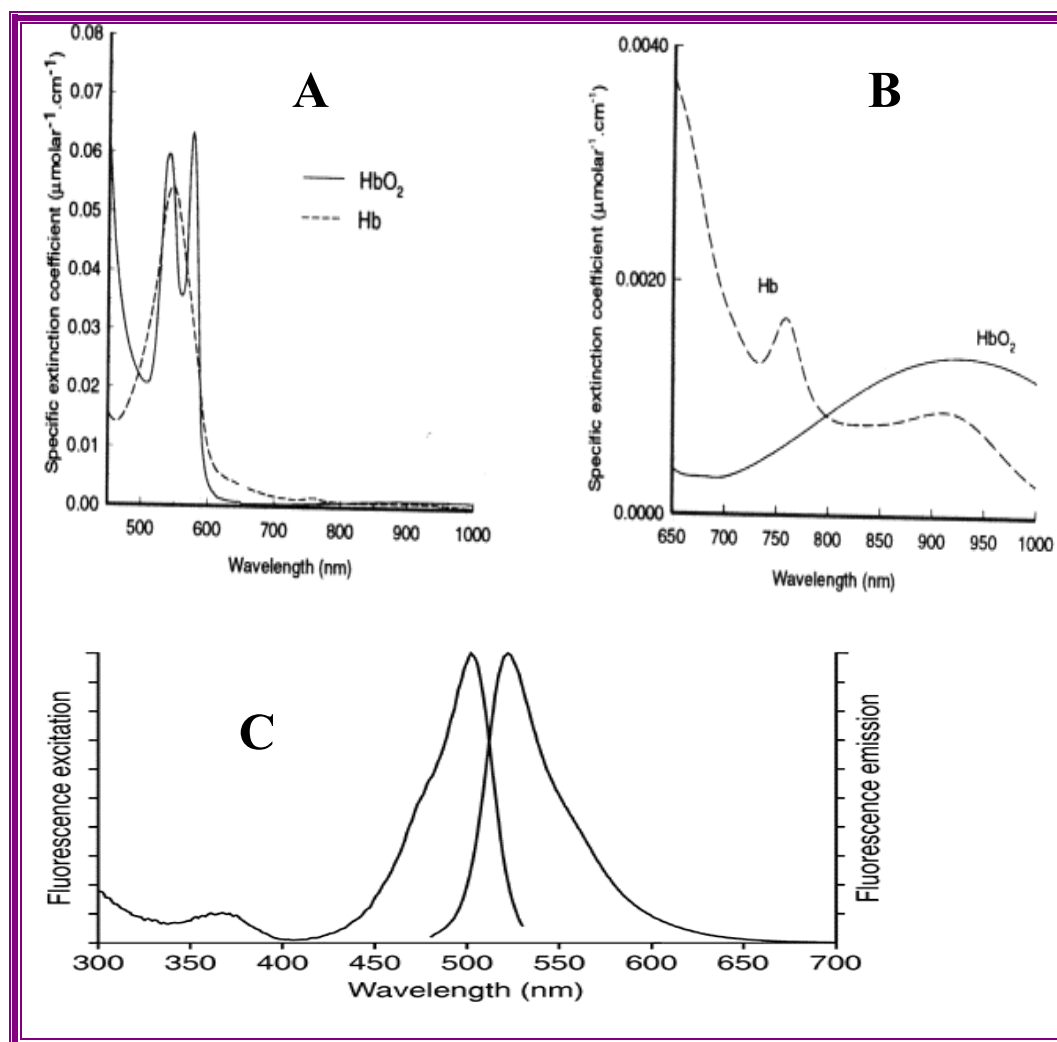 A
Specific extinction coefficient (μmolar⁻¹.cm⁻¹)
0.08
0.07
0.06
0.05
0.04
0.03
0.02
0.01
0.00
HbO₂
Hb
500 600 700 800 900 1000
Wavelength (nm)
B
Specific extinction coefficient (μmolar⁻¹.cm⁻¹)
0.0040
0.0020
0.0000
Hb
HbO₂
650 700 750 800 850 900 950 1000
Wavelength (nm)
C
Fluorescence excitation
Fluorescence emission
300 350 400 450 500 550 600 650 700
Wavelength (nm)